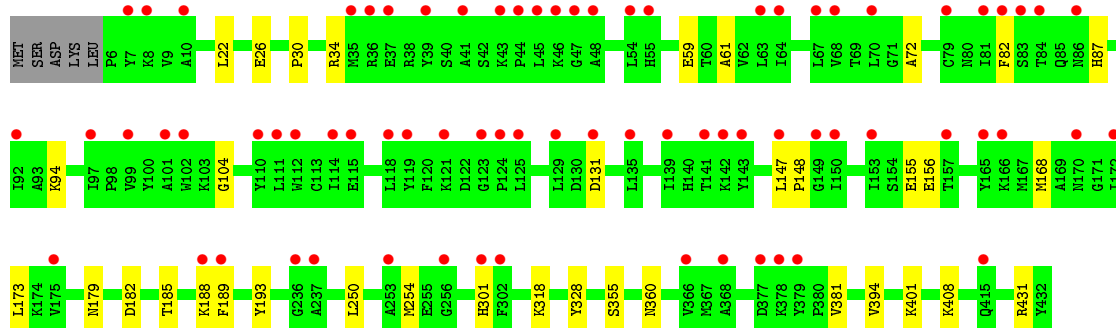 MET SER ASP LYS LEU P6 Y7 K8 V9 A10 L22 E26 P30 R34 M35 R36 E37 R38 Y39 S40 A41 S42 K43 P44 L45 K46 G47 A48 L54 H55 E59 T60 A61 V62 L63 I64 L67 V68 T69 L70 G71 A72 C79 N80 I81 F82 S83 T84 Q85 N86 H87
I92 A93 K94 I97 P98 V99 Y100 A101 W102 K103 G104 Y110 L111 W112 C113 I114 E115 L118 Y119 F120 K121 D122 G123 P124 L125 L129 D130 D131 L135 I139 H140 T141 K142 Y143 L147 P148 G149 I150 I153 S154 E155 E156 T157 Y165 K166 M167 M168 A169 N170 G171 I172
L173 K174 V175 N179 D182 T185 K188 F189 Y193 G236 A237 L250 A253 M254 E255 G256 H301 F302 K318 Y328 S355 N360 V366 M367 A368 D377 K378 Y379 P380 V381 V394 K401 K408 Q415 R431 Y432